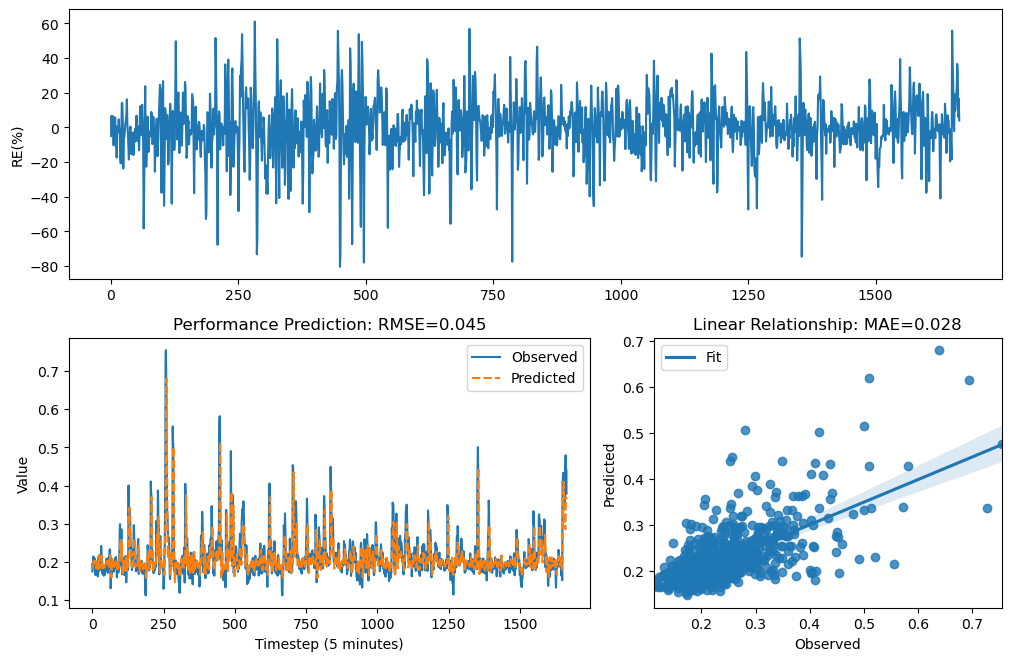 60
40
20
0
−20
−40
−60
−80
RE(%)
0 250 500 750 1000 1250 1500
Performance Prediction: RMSE=0.045
Observed
Predicted
0.7
0.6
0.5
0.4
0.3
0.2
0.1
Value
0 250 500 750 1000 1250 1500
Timestep (5 minutes)
Linear Relationship: MAE=0.028
Fit
0.7
0.6
0.5
0.4
0.3
0.2
Predicted
0.2 0.3 0.4 0.5 0.6 0.7
Observed